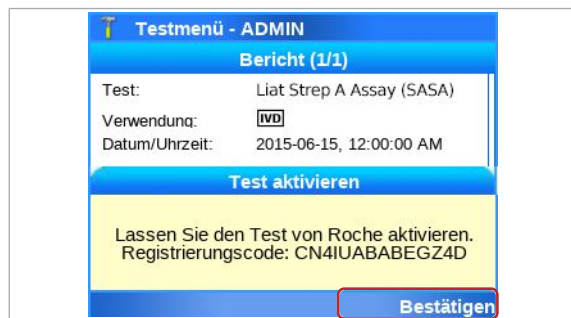 Testmenü - ADMIN
Bericht (1/1)
Test: Liat Strep A Assay (SASA)
Verwendung: IVD
Datum/Uhrzeit: 2015-06-15, 12:00:00 AM
Test aktivieren
Lassen Sie den Test von Roche aktivieren.
Registrierungscode: CN4IUABABEGZ4D
Bestätigen